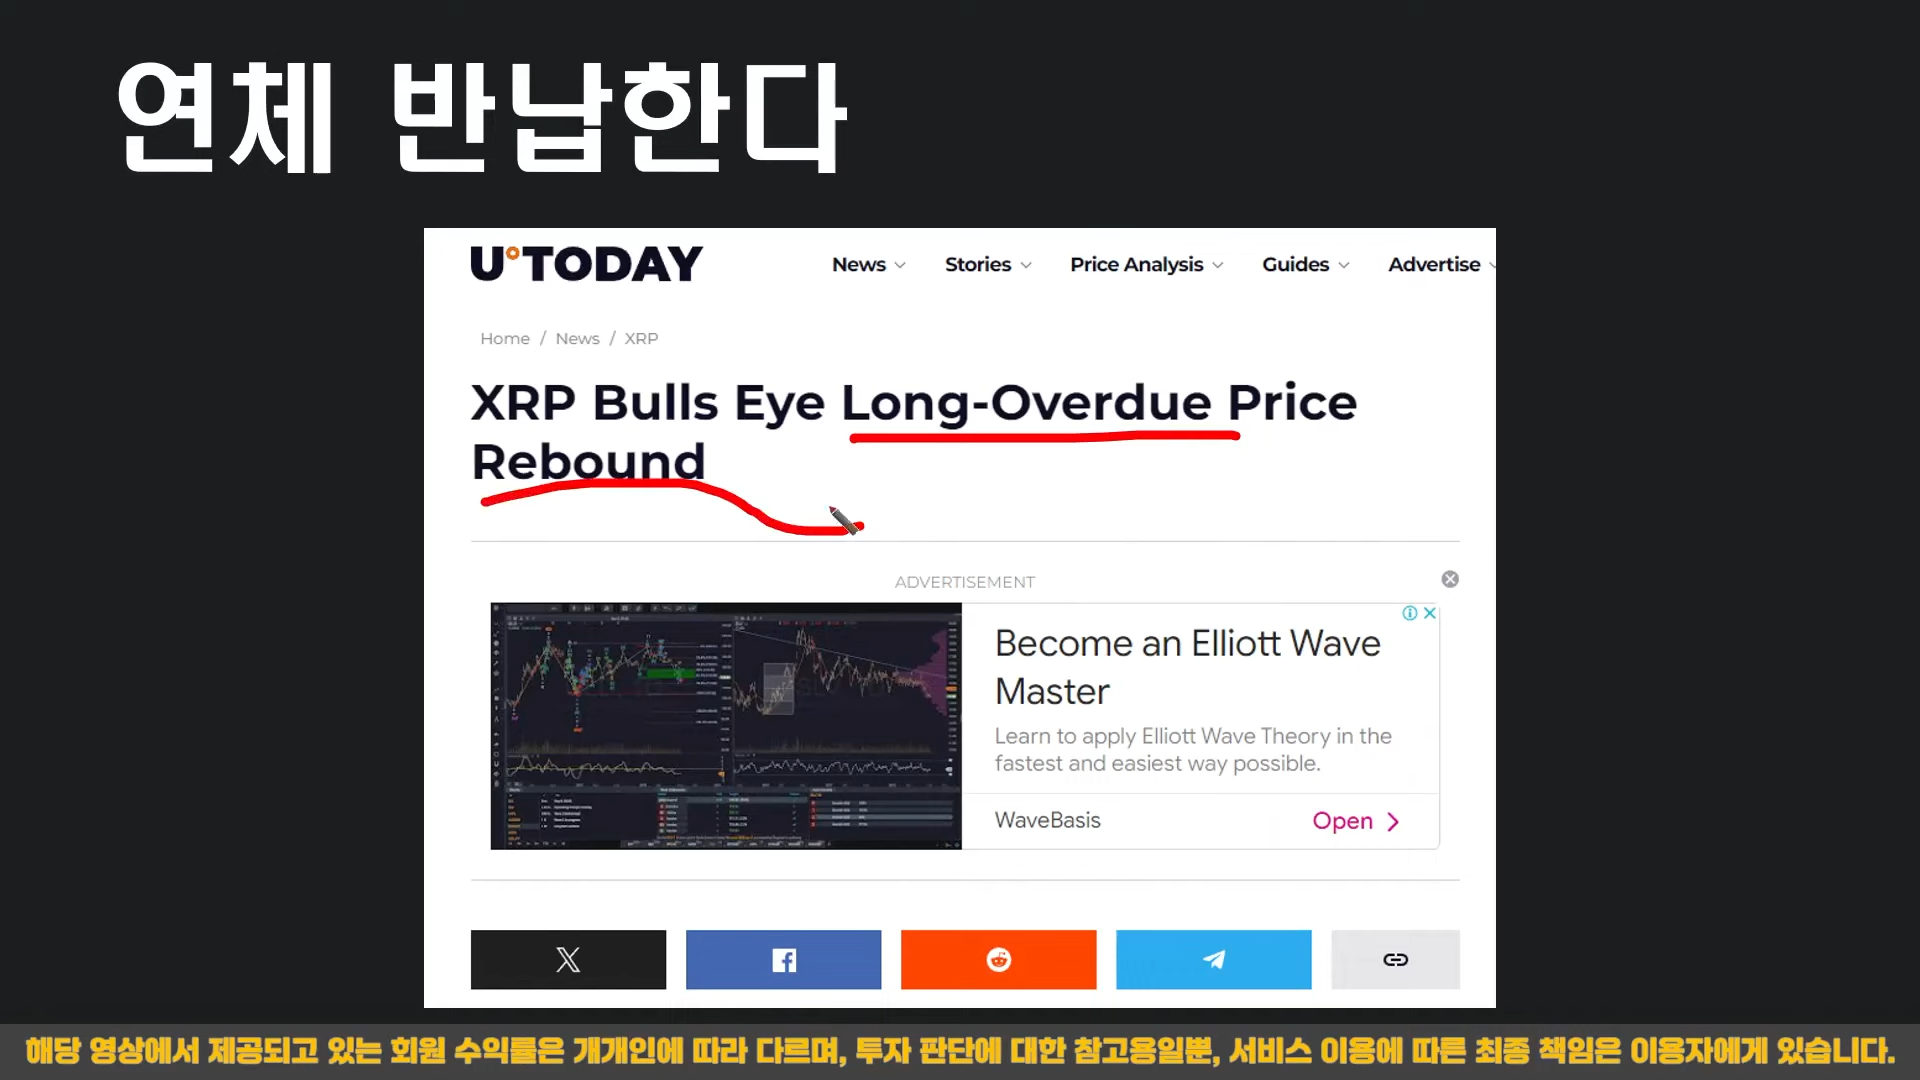 연체 반납한다
U°TODAY
News
Stories
Price Analysis
Guides
Advertise
Home / News / XRP
XRP Bulls Eye Long-Overdue Price
Rebound
ADVERTISEMENT
Become an Elliott Wave
Master
Learn to apply Elliott Wave Theory in the
fastest and easiest way possible.
WaveBasis
Open
해당 영상에서 제공되고 있는 회원 수익률은 개개인에 따라 다르며, 투자 판단에 대한 참고용일뿐, 서비스 이용에 따른 최종 책임은 이용자에게 있습니다.